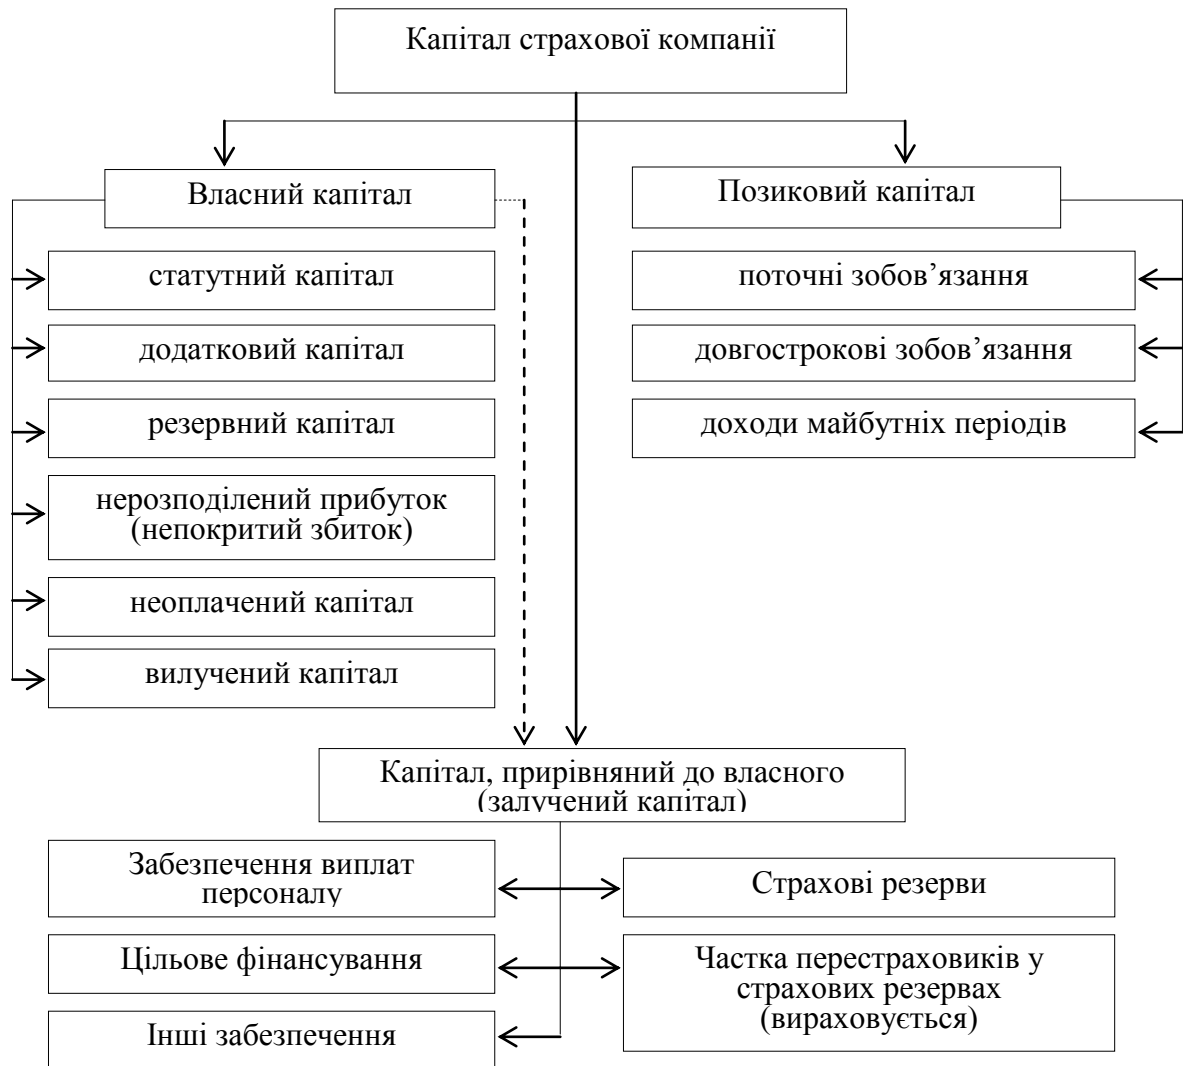 Капітал страхової компанії
Власний капітал
Позиковий капітал
статутний капітал
поточні зобов’язання
додатковий капітал
довгострокові зобов’язання
резервний капітал
доходи майбутніх періодів
нерозподілений прибуток
(непокритий збиток)
неоплачений капітал
вилучений капітал
Капітал, прирівняний до власного
(залучений капітал)
Забезпечення виплат
персоналу
Страхові резерви
Цільове фінансування
Частка перестраховиків у
страхових резервах
(вираховується)
Інші забезпечення